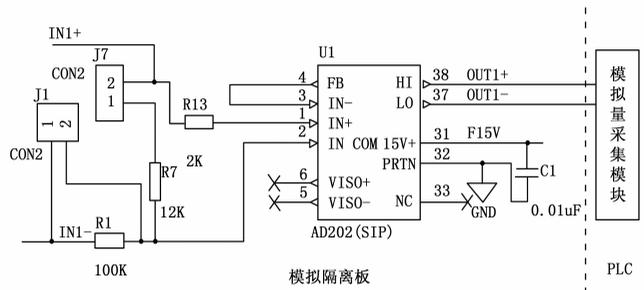 IN1+
J7
CON2
2
1
J1
1 2
CON2
R13
2K
R7
12K
IN1-
R1
100K
U1
4 FB
3 IN-
1 IN+
2 IN COM
6 VISO+
5 VISO-
HI 38 OUT1+
LO 37 OUT1-
15V+ 31 F15V
PRTN 32
NC 33
GND
C1
0.01uF
AD202(SIP)
模拟隔离板
模拟量采集模块
PLC